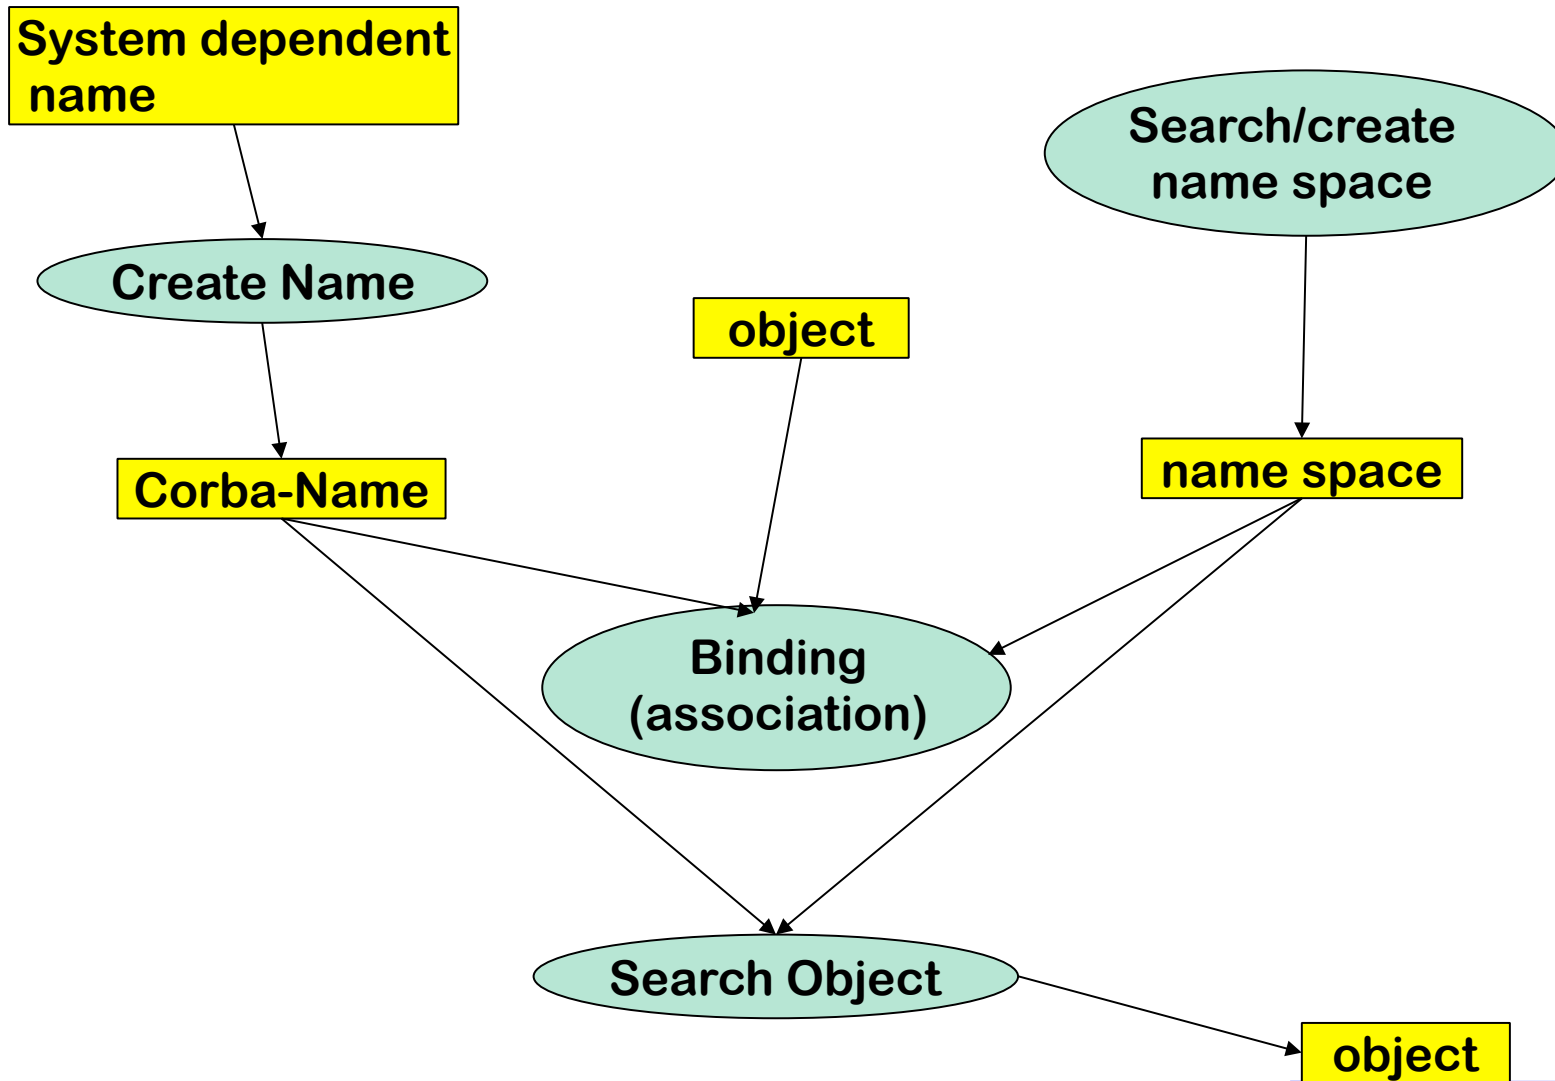 System dependent
name
Search/create
name space
Create Name
object
name space
Corba-Name
Binding
(association)
Search Object
object